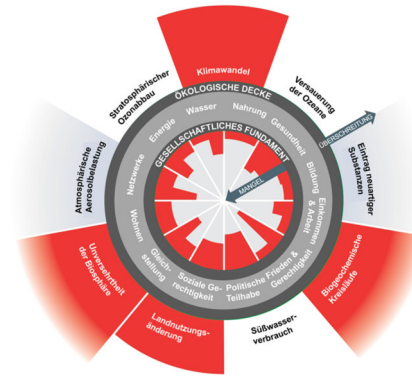 Klimawandel
Versauerung
der Ozeane
ÜBERSCHREITUNG
Eintrag neuartiger
Substanzen
Biogeochemische
Kreisläufe
Süßwasser-
verbrauch
Landnutzungs-
änderung
Unversehrtheit
der Biosphäre
Atmosphärische
Aerosolbelastung
Stratosphärischer
Ozonabbau
ÖKOLOGISCHE DECKE
Wasser
Nahrung
Gesundheit
Bildung
Einkommen
& Arbeit
Frieden &
Gerechtigkeit
Politische
Teilhabe
Soziale Ge-
rechtigkeit
Gleich-
stellung
Wohnen
Netzwerke
Energie
GESELLSCHAFTLICHES FUNDAMENT
MANGEL